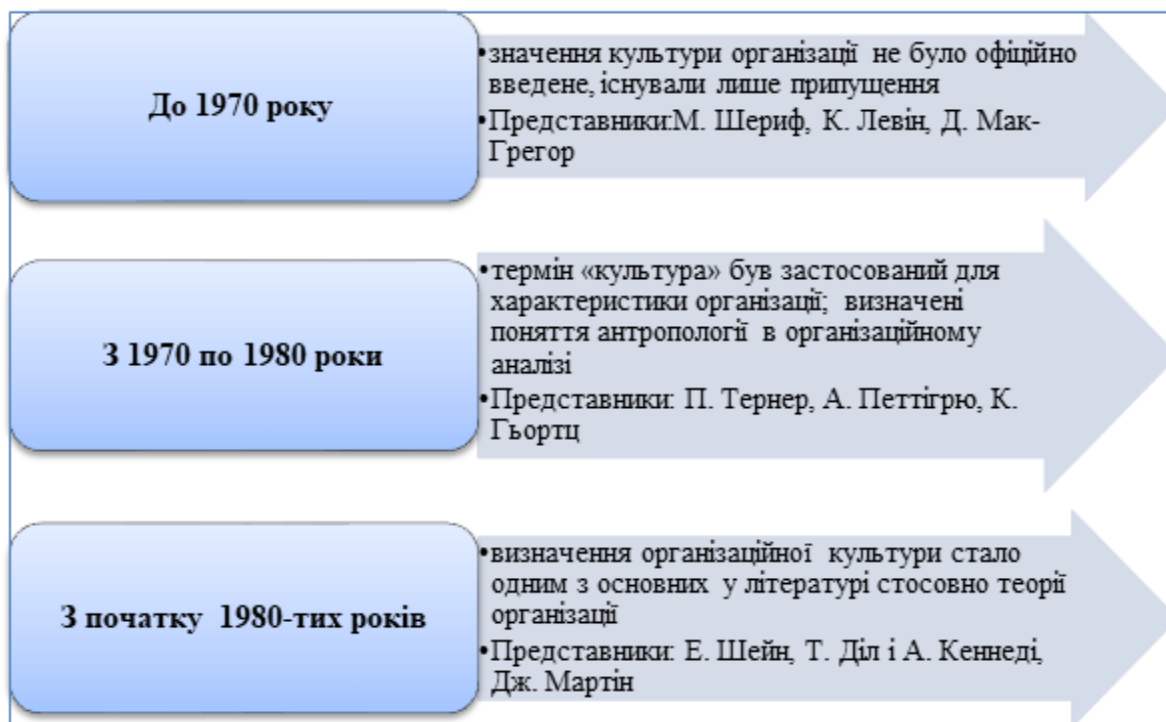 До 1970 року
•значення культури організації не було офіційно
введене, існували лише припущення
•Представники:М. Шериф, К. Левін, Д. Мак-
Грегор
З 1970 по 1980 роки
•термін «культура» був застосований для
характеристики організації; визначені
поняття антропології в організаційному
аналізі
•Представники: П. Тернер, А. Петтігрю, К.
Гьортц
З початку 1980-тих років
•визначення організаційної культури стало
одним з основних у літературі стосовно теорії
організації
•Представники: Е. Шейн, Т. Діл і А. Кеннеді,
Дж. Мартін